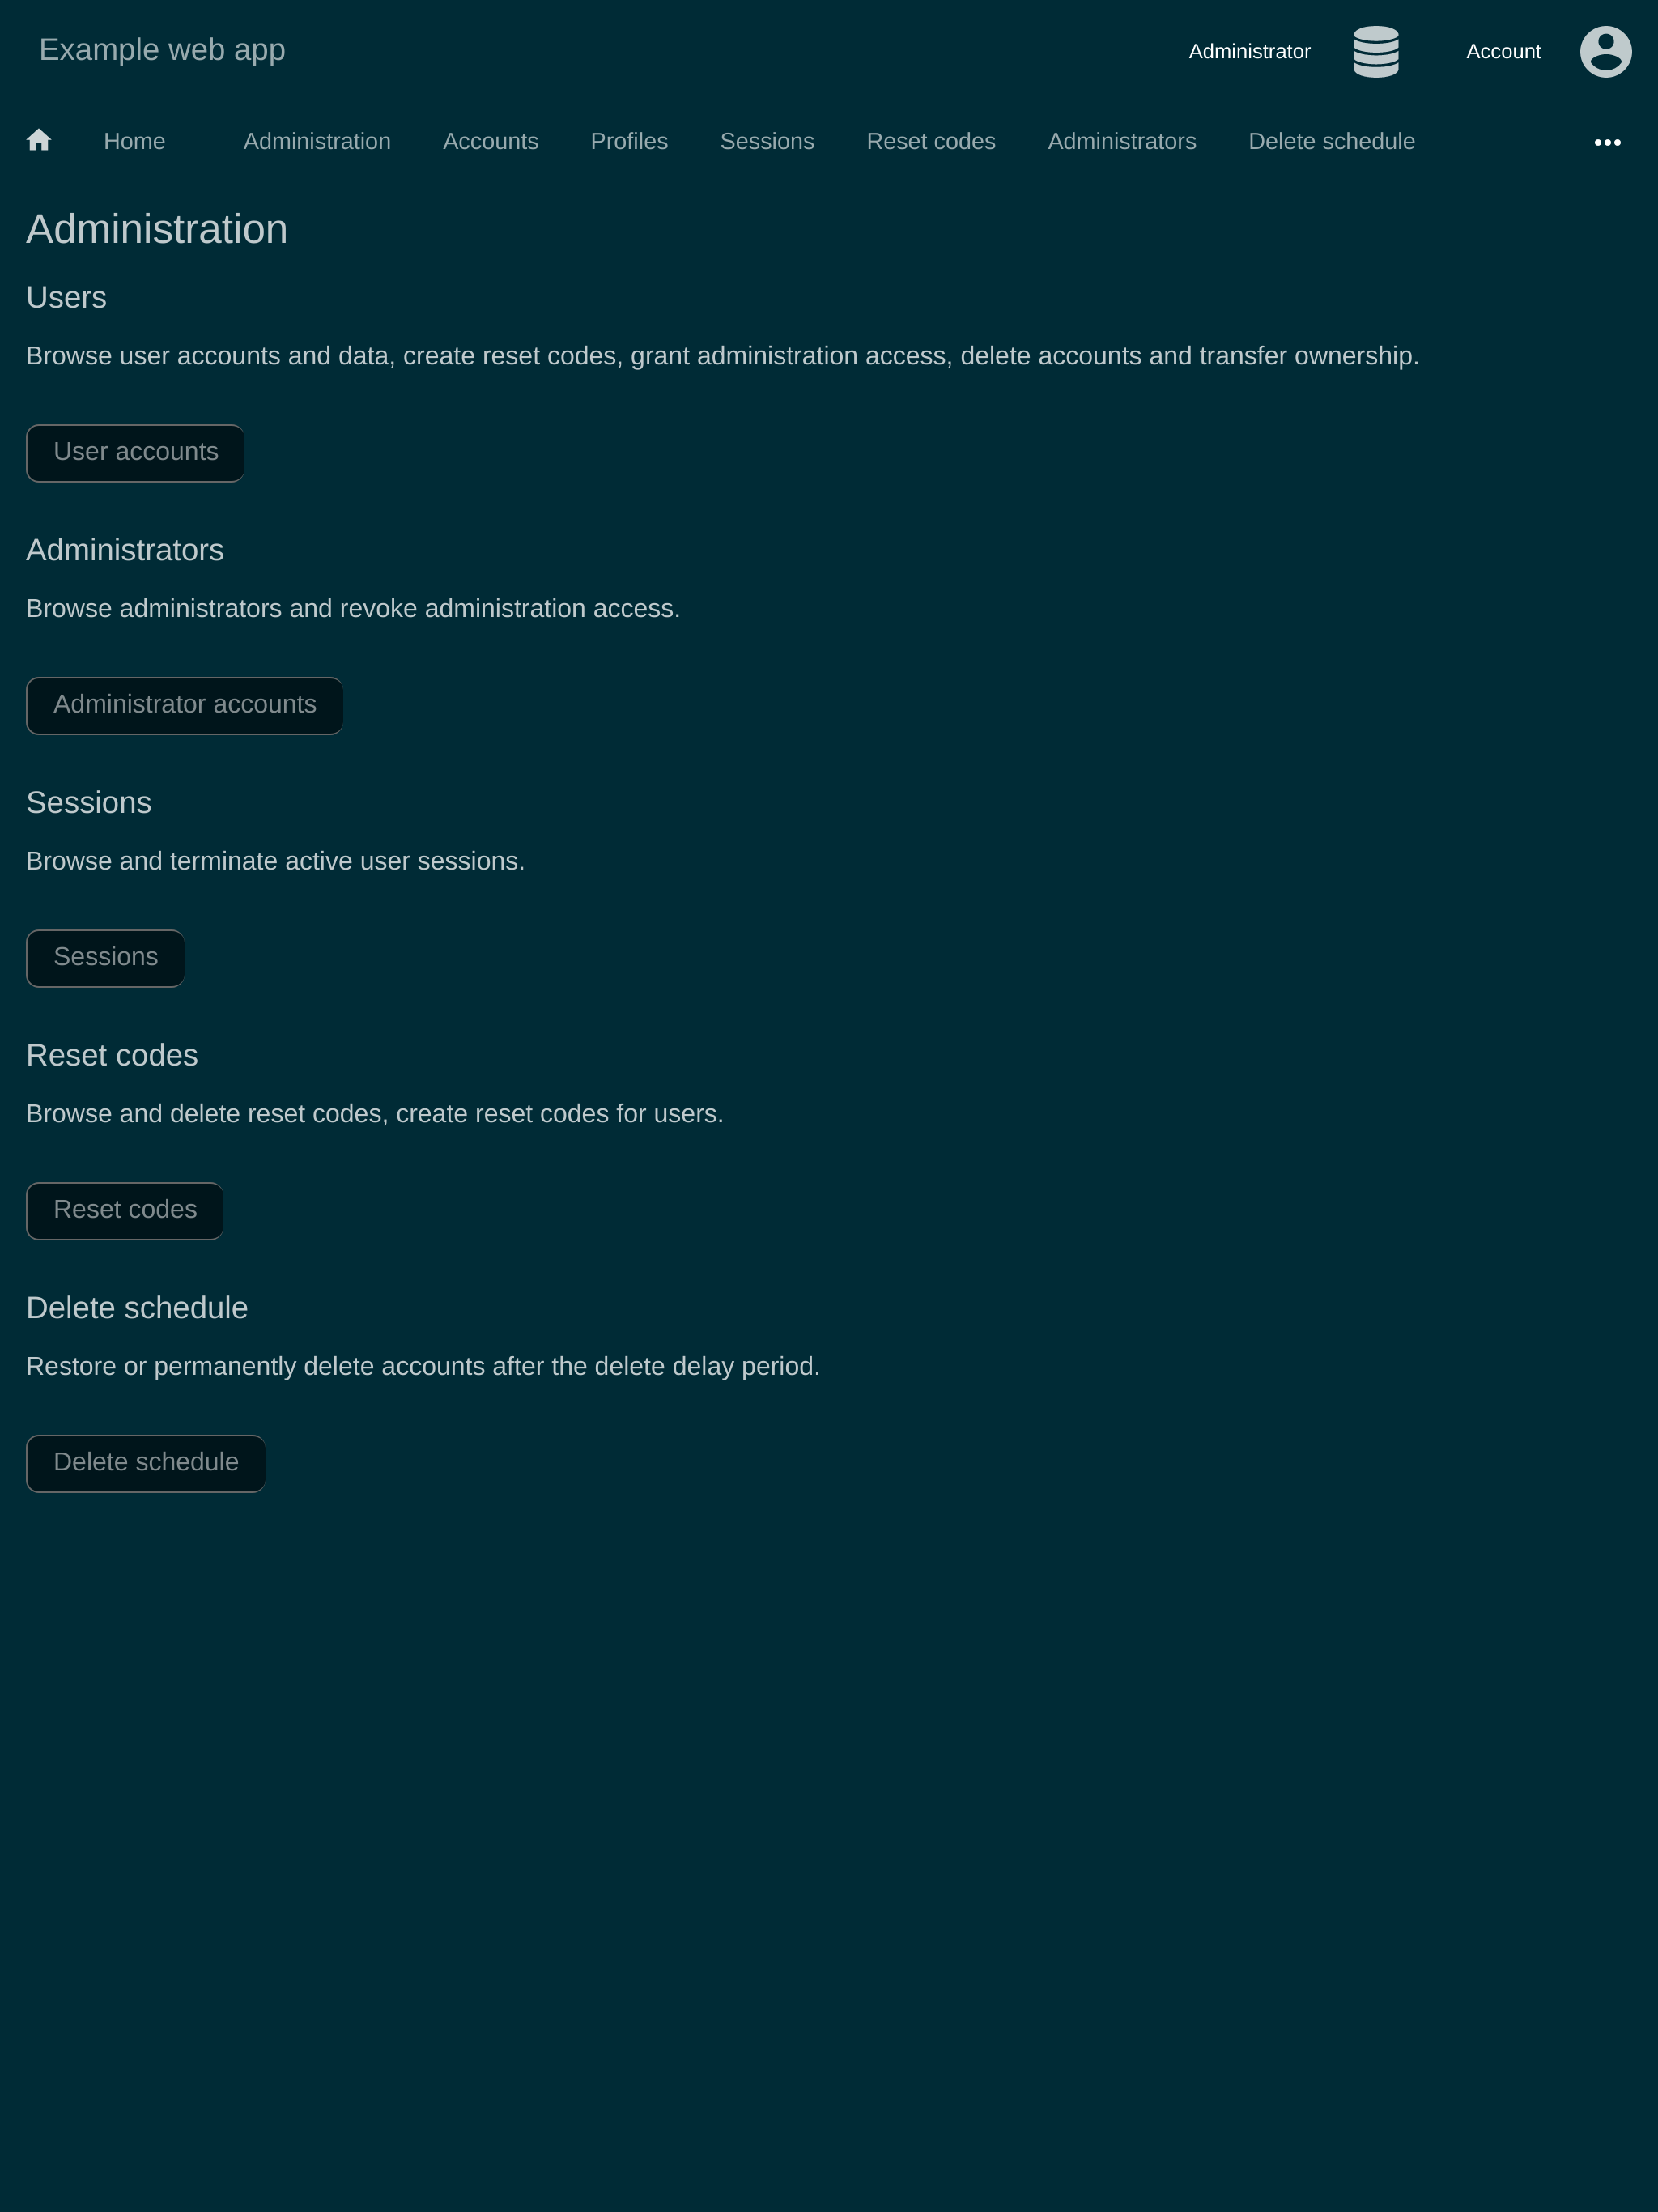 Example web app
Administrator
Account
Home Administration Accounts Profiles Sessions Reset codes Administrators Delete schedule
Administration
Users
Browse user accounts and data, create reset codes, grant administration access, delete accounts and transfer ownership.
User accounts
Administrators
Browse administrators and revoke administration access.
Administrator accounts
Sessions
Browse and terminate active user sessions.
Sessions
Reset codes
Browse and delete reset codes, create reset codes for users.
Reset codes
Delete schedule
Restore or permanently delete accounts after the delete delay period.
Delete schedule